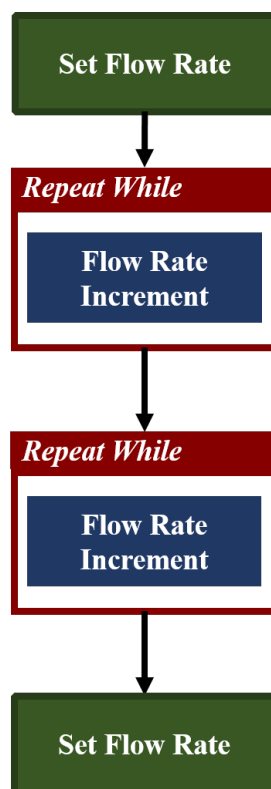 Set Flow Rate
Repeat While
Flow Rate
Increment
Repeat While
Flow Rate
Increment
Set Flow Rate